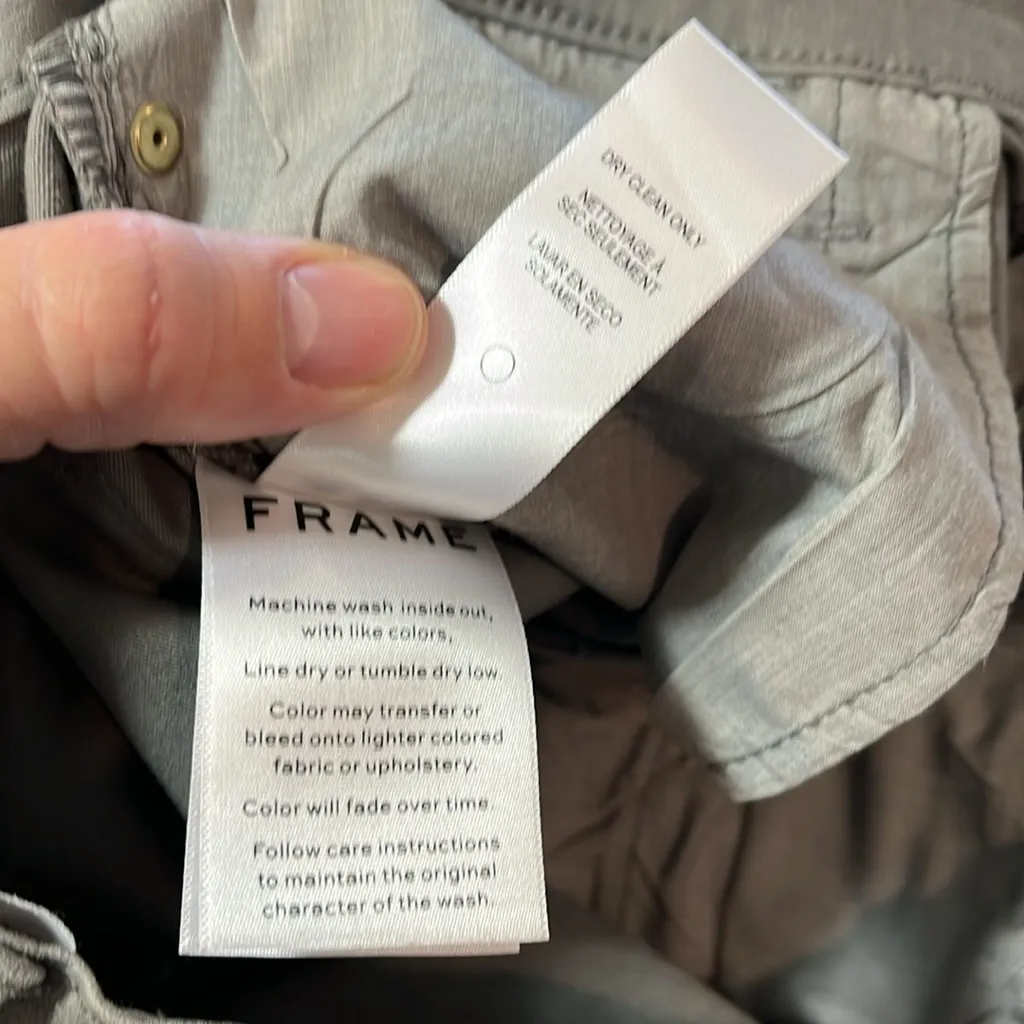 DRY CLEAN ONLY
NETTOYAGE À
SEC SEULEMENT
LAVAR EN SECO
SOLAMENTE
FRAME
Machine wash inside out,
with like colors,
Line dry or tumble dry low
Color may transfer or
bleed onto lighter colored
fabric or upholstery.
Color will fade over time.
Follow care instructions
to maintain the original
character of the wash.